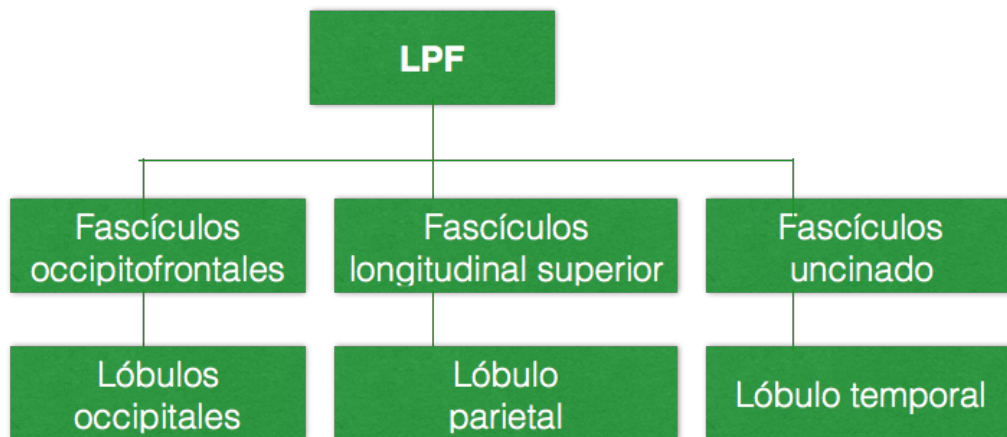 LPF
Fascículos
occipitofrontales
Fascículos
longitudinal superior
Fascículos
uncinado
Lóbulos
occipitales
Lóbulo
parietal
Lóbulo temporal